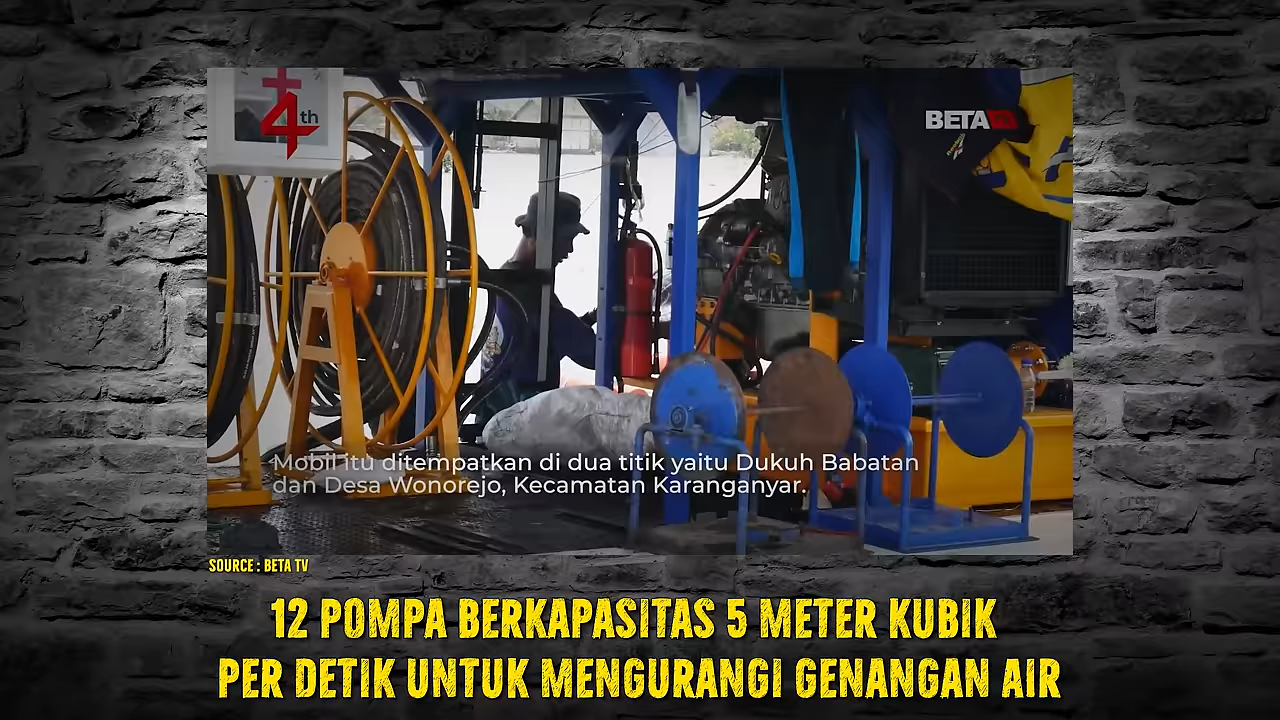 4th
BETA TV
Mobil itu ditempatkan di dua titik yaitu Dukuh Babatan
dan Desa Wonorejo, Kecamatan Karanganyar.
SOURCE : BETA TV
12 POMPA BERKAPASITAS 5 METER KUBIK
PER DETIK UNTUK MENGURANGI GENANGAN AIR